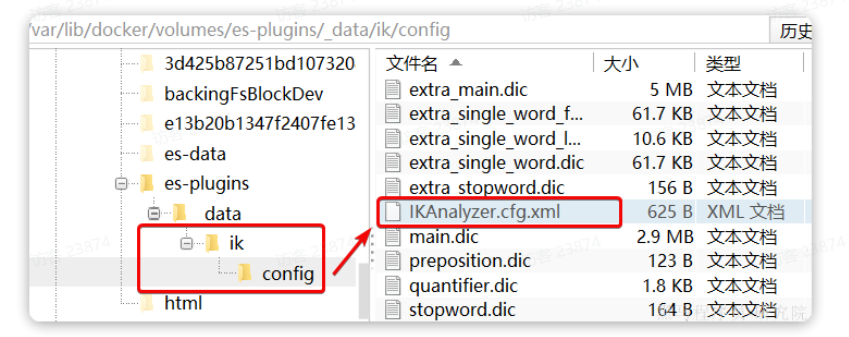 /var/lib/docker/volumes/es-plugins/_data/ik/config
历史
3d425b87251bd107320
backingFsBlockDev
e13b20b1347f2407fe13
es-data
es-plugins
_data
ik
config
html
文件名 大小 类型
extra_main.dic 5 MB 文本文档
extra_single_word_f... 61.7 KB 文本文档
extra_single_word_l... 10.6 KB 文本文档
extra_single_word.dic 61.7 KB 文本文档
extra_stopword.dic 156 B 文本文档
IKAnalyzer.cfg.xml 625 B XML 文档
main.dic 2.9 MB 文本文档
preposition.dic 123 B 文本文档
quantifier.dic 1.8 KB 文本文档
stopword.dic 164 B 文本文档
访客 23874